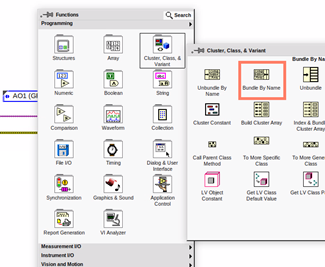 Functions
Search
Programming
Structures
Array
Cluster, Class, & Variant
Numeric
Boolean
String
Comparison
Waveform
Collection
File I/O
Timing
Dialog & User Interface
Synchronization
Graphics & Sound
Application Control
Report Generation
VI Analyzer
Measurement I/O
Instrument I/O
Vision and Motion
AO1 (Gl
Cluster, Class, & Variant
Bundle By Na
Unbundle By Name
Bundle By Name
Unbundle
Cluster Constant
Build Cluster Array
Index & Bundl
Call Parent Class Method
To More Specific Class
To More Gener Class
LV Object Constant
Get LV Class Default Value
Get LV Class P